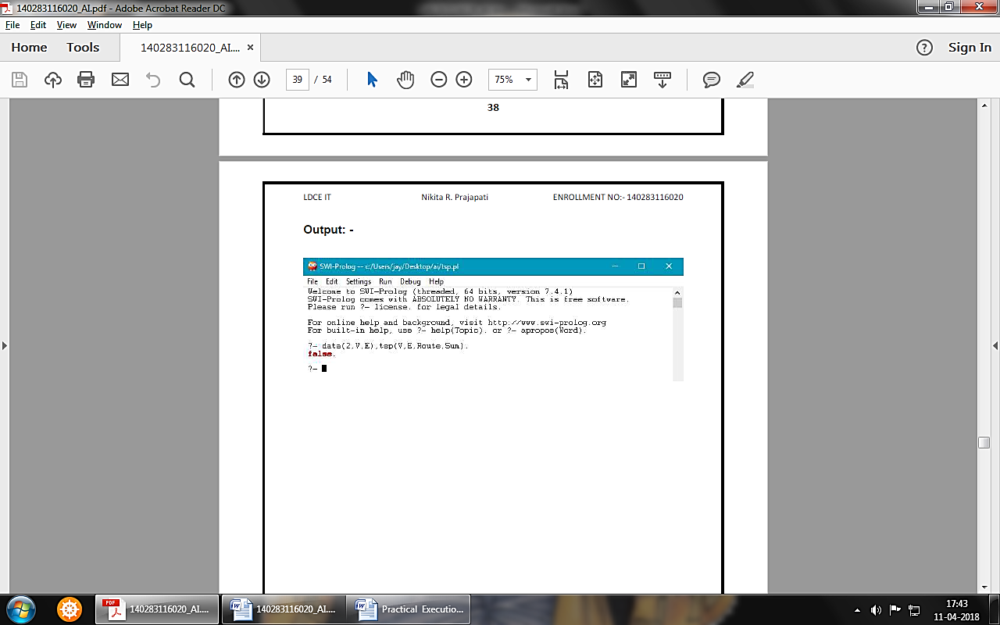 140283116020_AI.pdf - Adobe Acrobat Reader DC
File Edit View Window Help
Home Tools 140283116020_AI.... × ? Sign In
39 / 54 75%
38
LDCE IT Nikita R. Prajapati ENROLLMENT NO:- 140283116020
Output: -
SWI-Prolog -- c:/Users/jay/Desktop/ai/tsp.pl
File Edit Settings Run Debug Help
Welcome to SWI-Prolog (threaded, 64 bits, version 7.4.1)
SWI-Prolog comes with ABSOLUTELY NO WARRANTY. This is free software.
Please run ?- license. for legal details.
For online help and background, visit http://www.swi-prolog.org
For built-in help, use ?- help(Topic). or ?- apropos(Word).
?- data(2,V,E),tsp(V,E,Route,Sum).
false.
?-
PDF 140283116020_AI.... 140283116020_AI.... Practical Executio...
17:43
11-04-2018